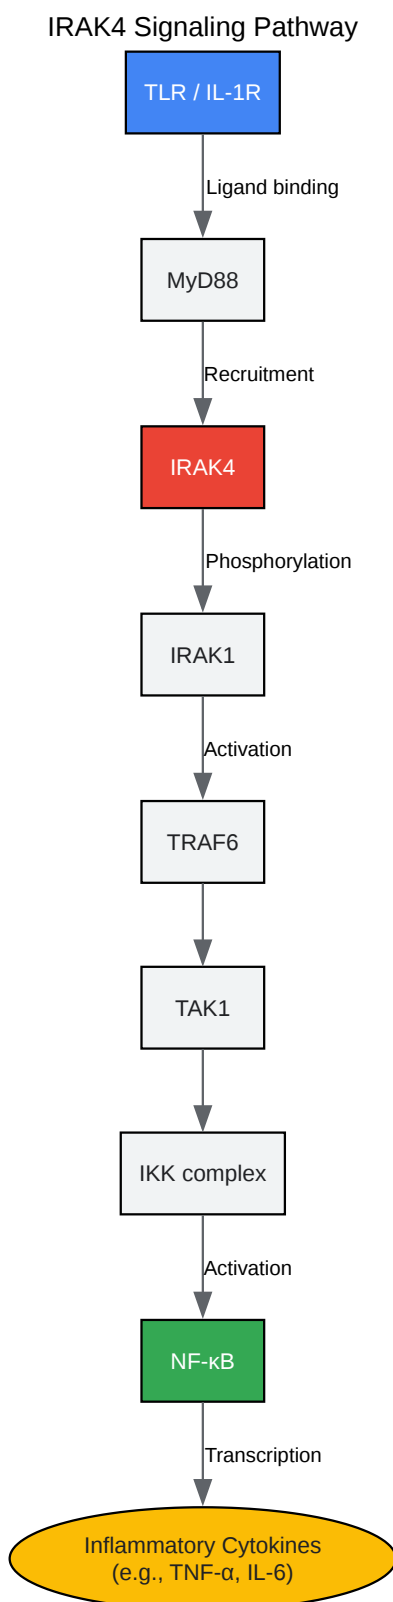 IRAK4 Signaling Pathway
TLR / IL-1R
Ligand binding
MyD88
Recruitment
IRAK4
Phosphorylation
IRAK1
Activation
TRAF6
TAK1
IKK complex
Activation
NF-κB
Transcription
Inflammatory Cytokines
(e.g., TNF-α, IL-6)